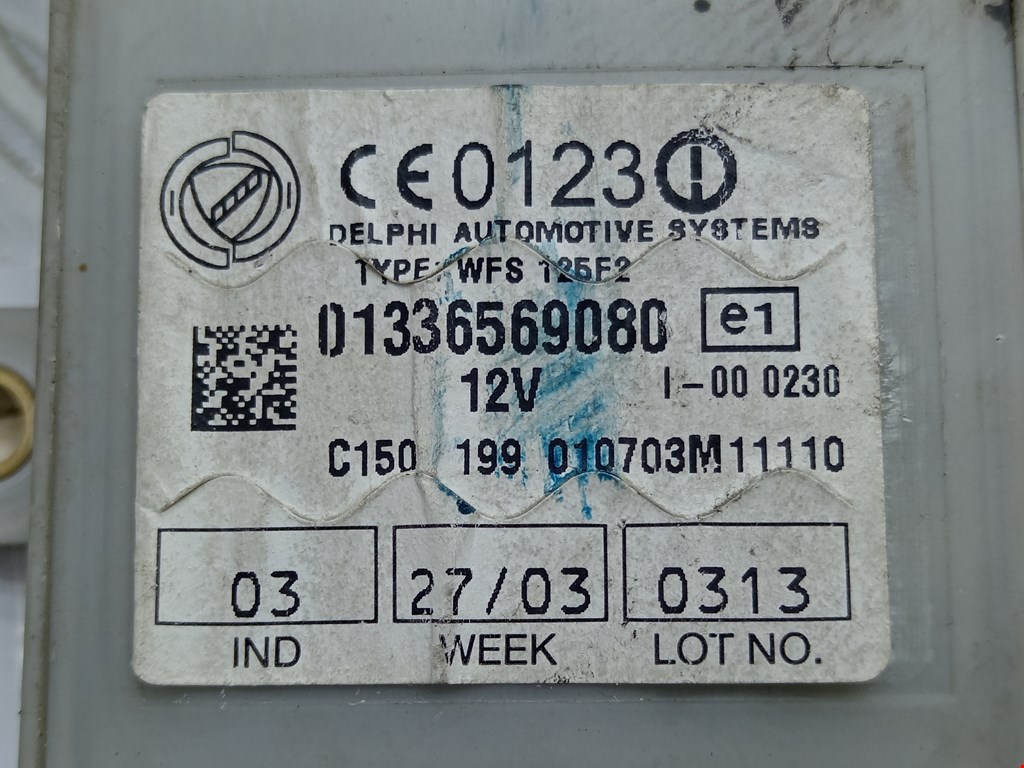 CE0123
DELPHI AUTOMOTIVE SYSTEMS
TYPE: WFS 125F2
01336569080 e1
12V I-00 0230
C150 199 010703M11110
03 27/03 0313
IND WEEK LOT NO.